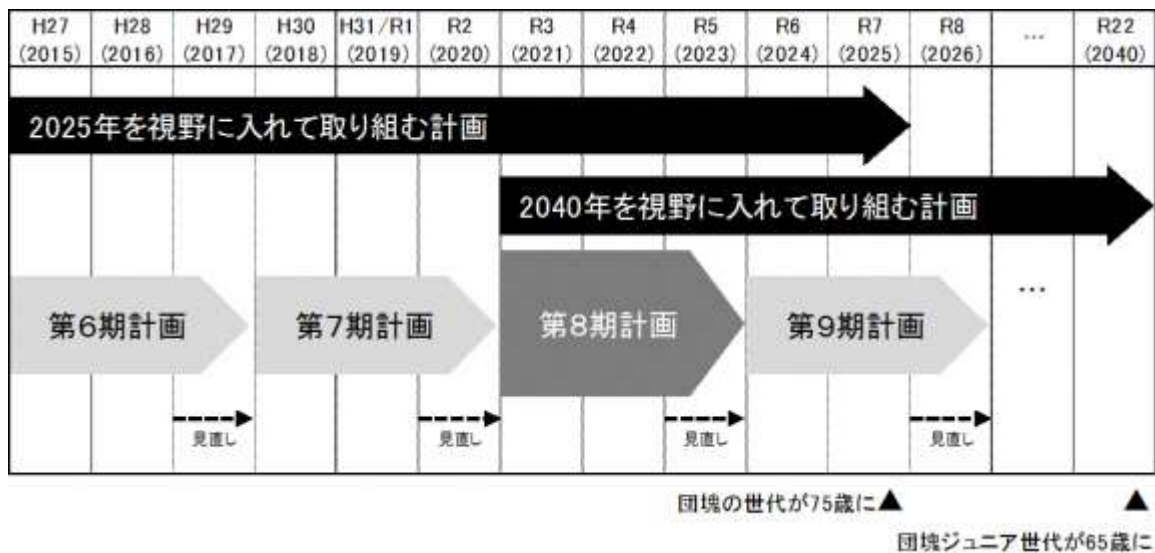 H27 H28 H29 H30 H31/R1 R2 R3 R4 R5 R6 R7 R8 … R22
(2015) (2016) (2017) (2018) (2019) (2020) (2021) (2022) (2023) (2024) (2025) (2026) (2040)
2025年を視野に入れて取り組む計画
2040年を視野に入れて取り組む計画
…
第6期計画 第7期計画 第8期計画 第9期計画
見直し 見直し 見直し 見直し
団塊の世代が75歳に▲ ▲
団塊ジュニア世代が65歳に